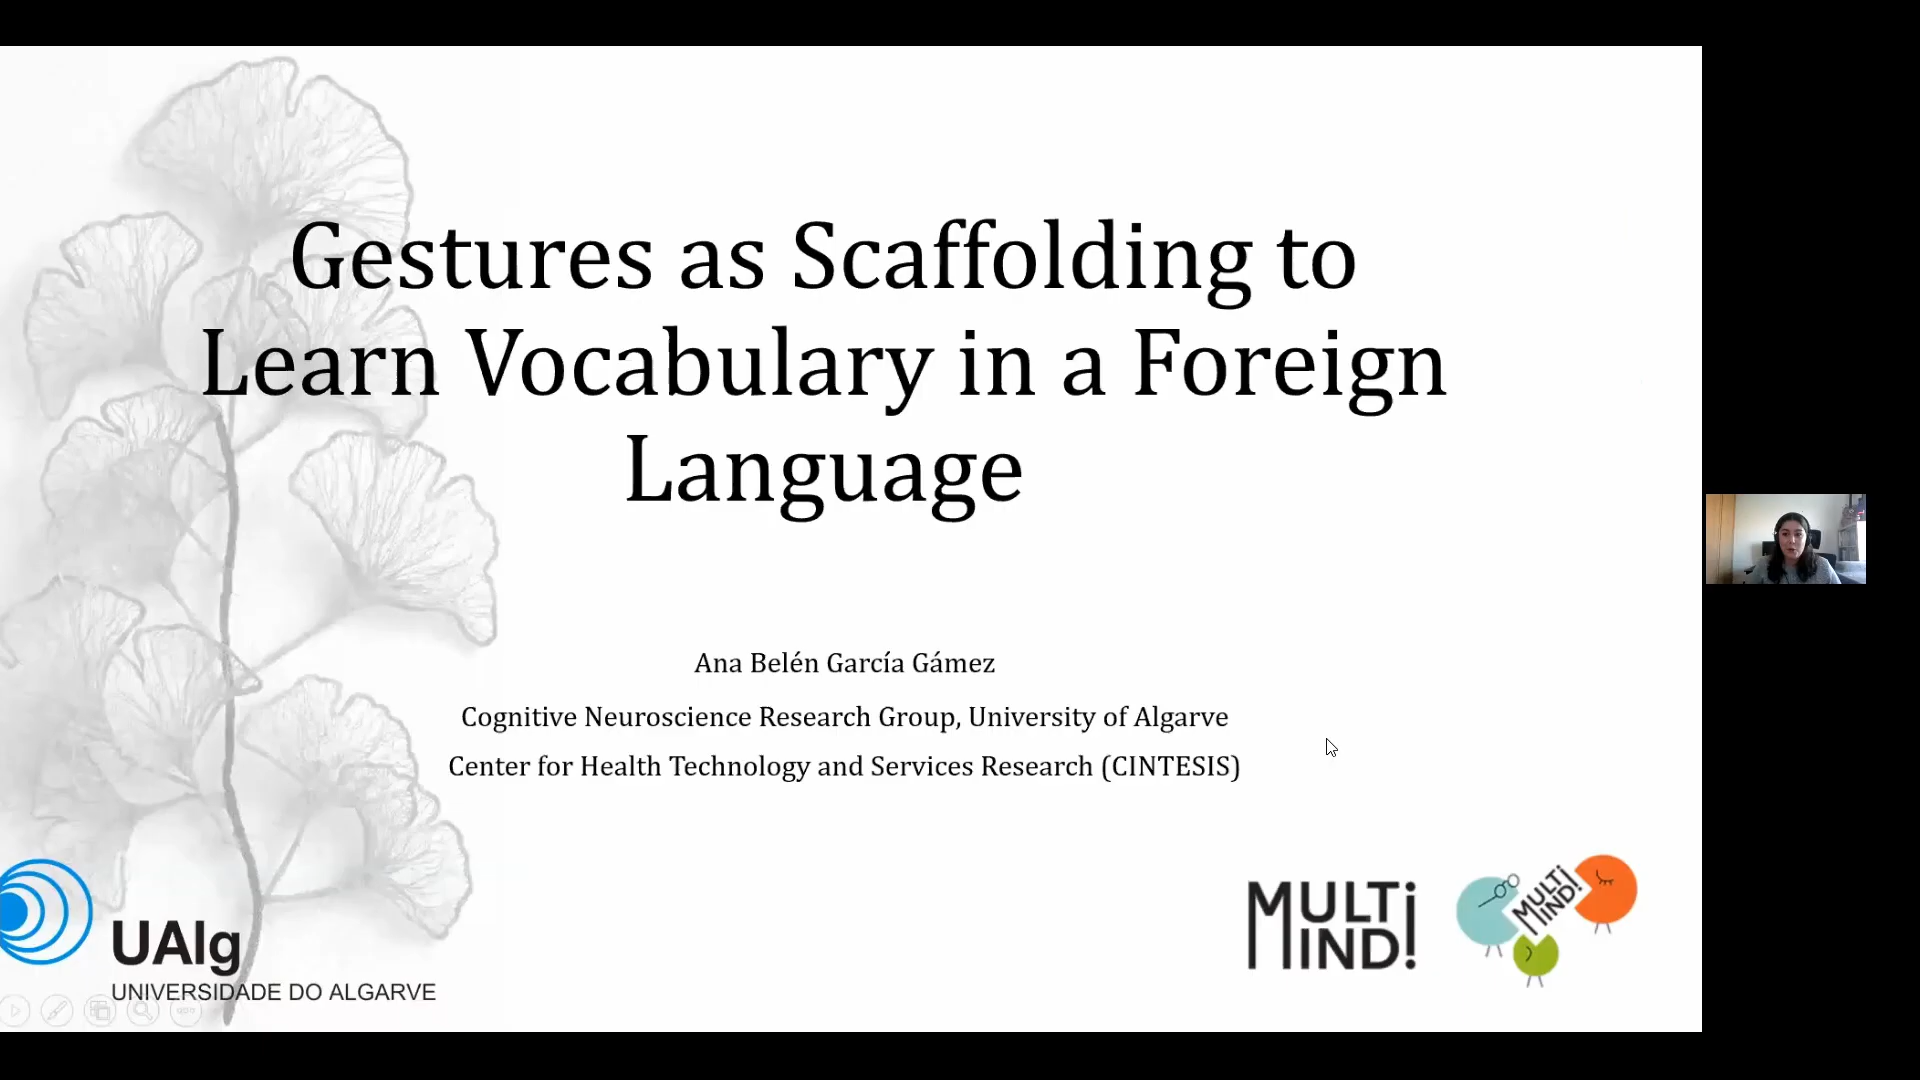 Gestures as Scaffolding to
Learn Vocabulary in a Foreign
Language
Ana Belén García Gámez
Cognitive Neuroscience Research Group, University of Algarve
Center for Health Technology and Services Research (CINTESIS)
UAlg
UNIVERSIDADE DO ALGARVE
MULTi
MIND!
MULTi
MIND!